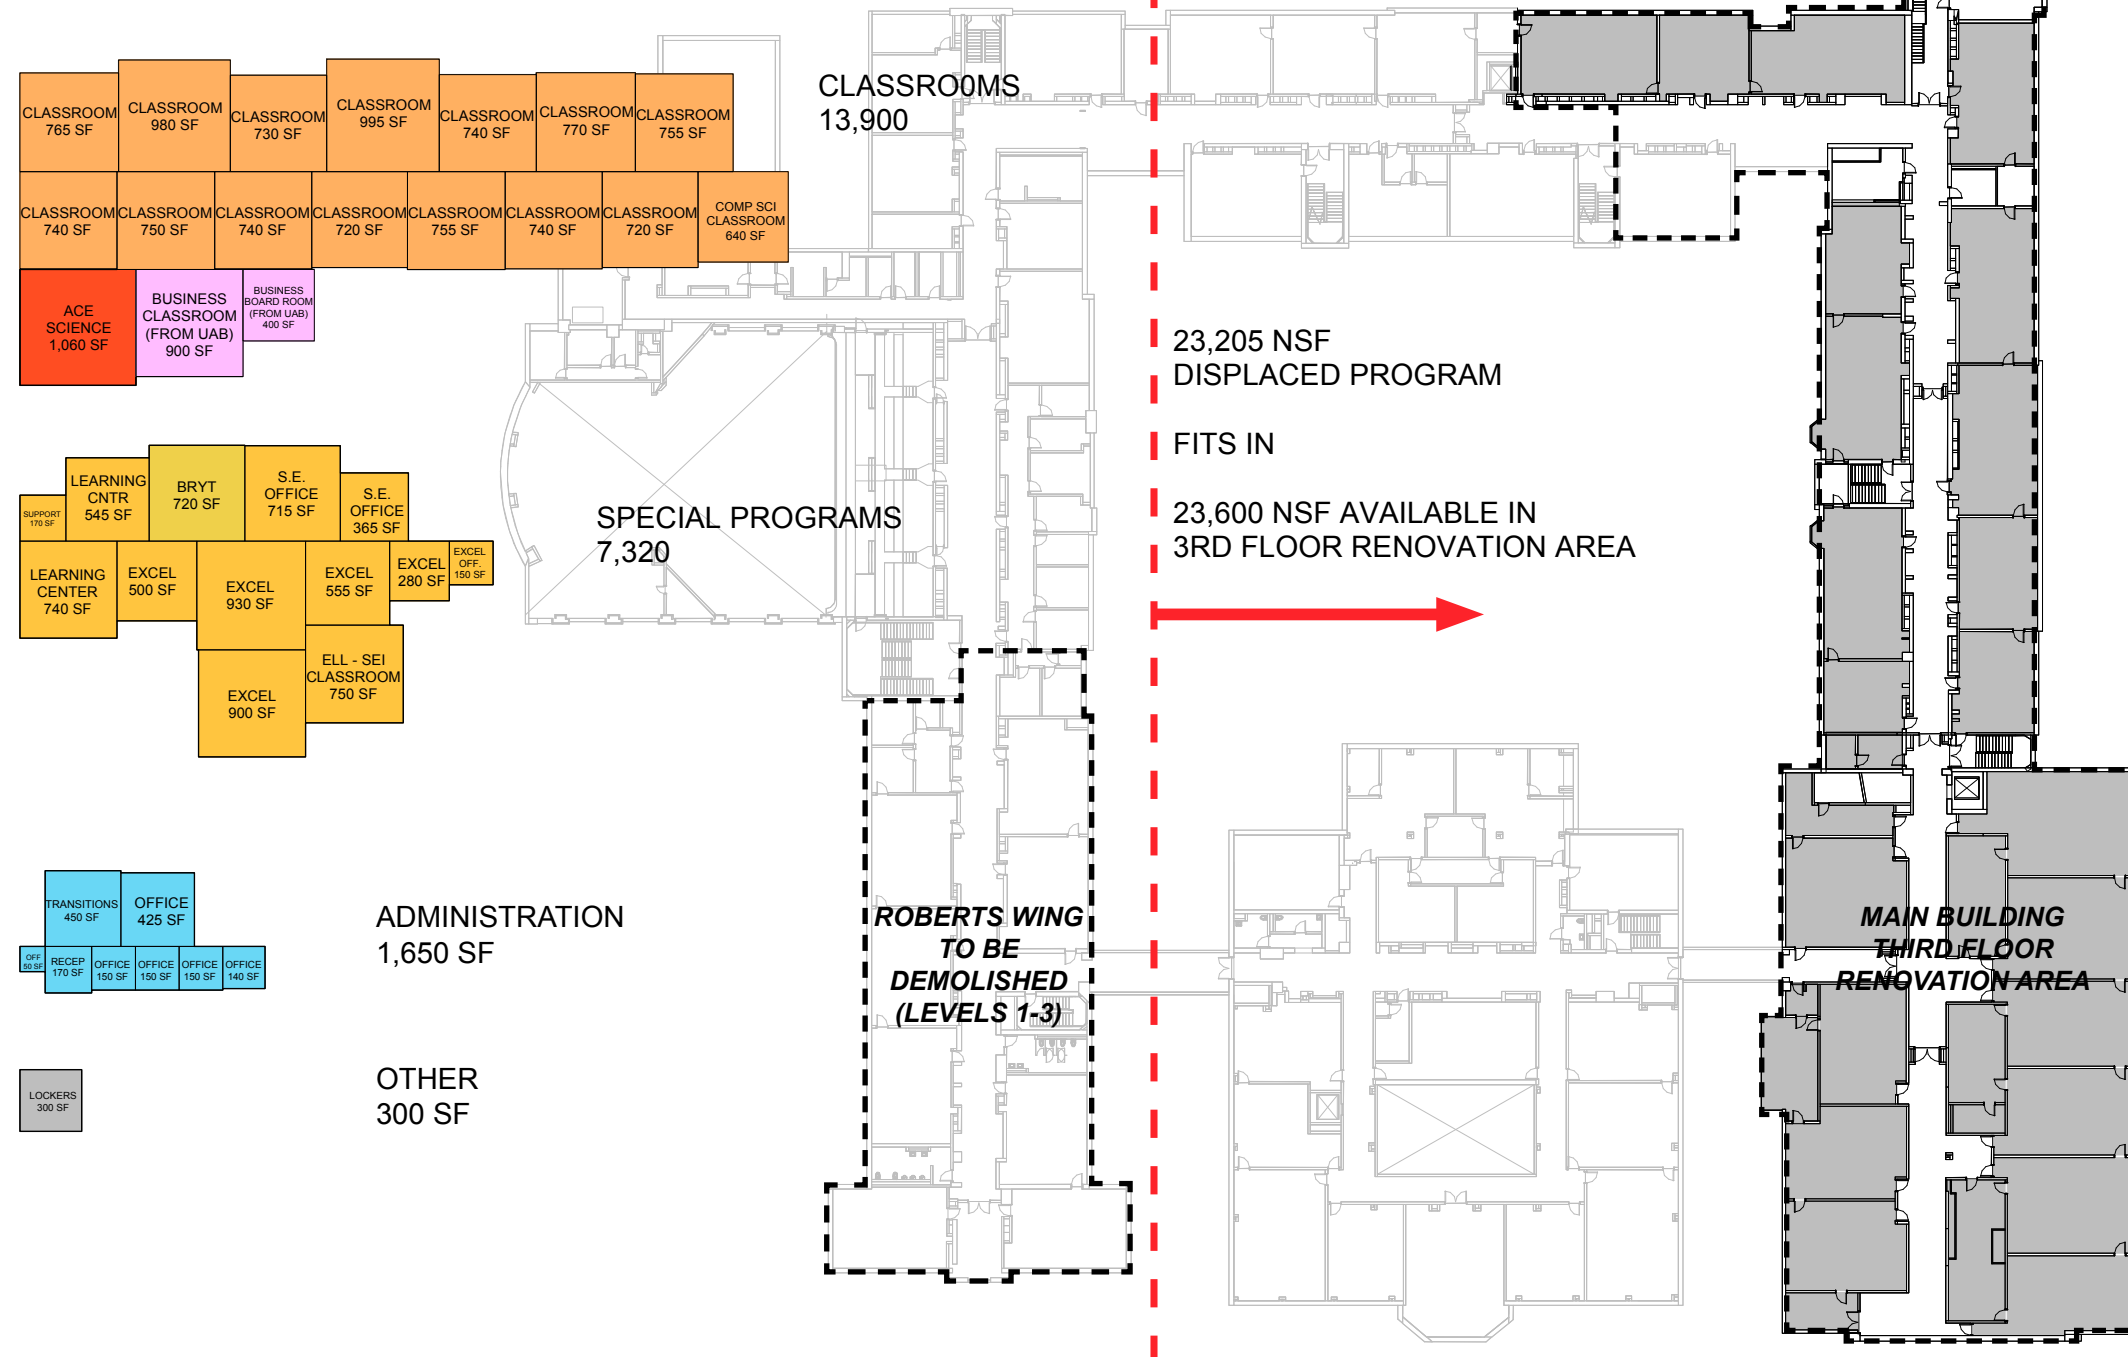 CLASSROOM
765 SF
CLASSROOM
980 SF
CLASSROOM
730 SF
CLASSROOM
995 SF
CLASSROOM
740 SF
CLASSROOM
770 SF
CLASSROOM
755 SF
CLASSRO0MS
13,900
CLASSROOM
740 SF
CLASSROOM
750 SF
CLASSROOM
740 SF
CLASSROOM
720 SF
CLASSROOM
755 SF
CLASSROOM
740 SF
CLASSROOM
720 SF
COMP SCI
CLASSROOM
640 SF
ACE
SCIENCE
1,060 SF
BUSINESS
CLASSROOM
(FROM UAB)
900 SF
BUSINESS
BOARD ROOM
(FROM UAB)
400 SF
23,205 NSF
DISPLACED PROGRAM
FITS IN
23,600 NSF AVAILABLE IN
3RD FLOOR RENOVATION AREA
SUPPORT
170 SF
LEARNING
CNTR
545 SF
BRYT
720 SF
S.E.
OFFICE
715 SF
S.E.
OFFICE
365 SF
SPECIAL PROGRAMS
7,320
LEARNING
CENTER
740 SF
EXCEL
500 SF
EXCEL
930 SF
EXCEL
555 SF
EXCEL
280 SF
EXCEL
OFF.
150 SF
EXCEL
900 SF
ELL - SEI
CLASSROOM
750 SF
TRANSITIONS
450 SF
OFFICE
425 SF
OFF
50 SF
RECEP
170 SF
OFFICE
150 SF
OFFICE
150 SF
OFFICE
150 SF
OFFICE
140 SF
ADMINISTRATION
1,650 SF
ROBERTS WING
TO BE
DEMOLISHED
(LEVELS 1-3)
MAIN BUILDING
THIRD FLOOR
RENOVATION AREA
LOCKERS
300 SF
OTHER
300 SF